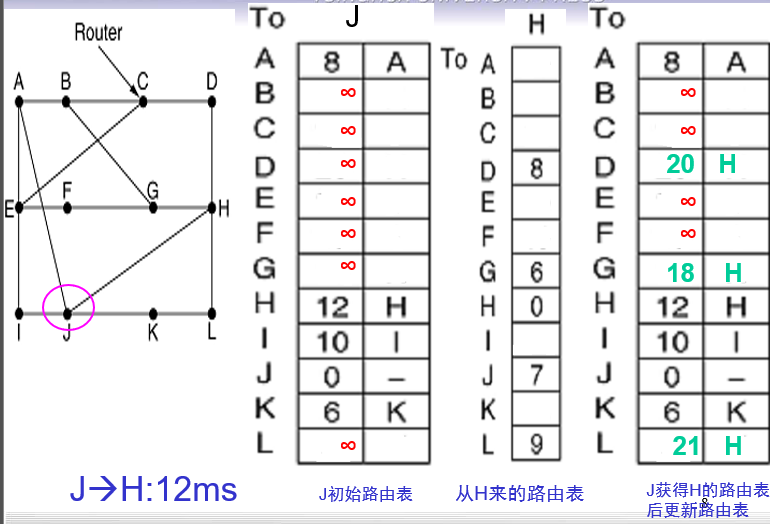 Router
A B C D
E F G H
I J K L
J→H:12ms
To J
A 8 A
B ∞
C ∞
D ∞
E ∞
F ∞
G ∞
H 12 H
I 10 I
J 0 –
K 6 K
L ∞
J初始路由表
H
To A
B
C
D 8
E
F
G 6
H 0
I
J 7
K
L 9
从H来的路由表
To
A 8 A
B ∞
C ∞
D 20 H
E ∞
F ∞
G 18 H
H 12 H
I 10 I
J 0 –
K 6 K
L 21 H
J获得H的路由表
后更新路由表
8